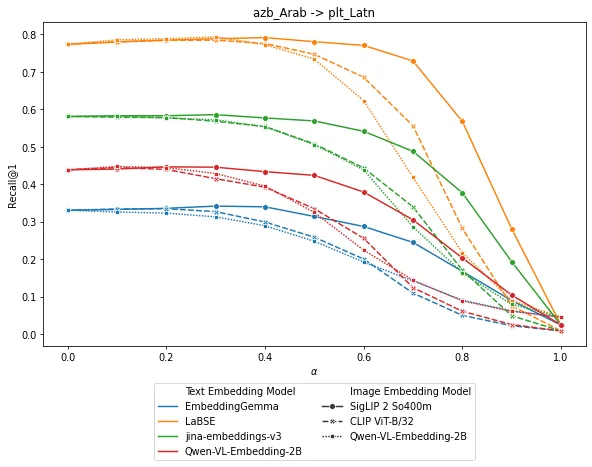 azb_Arab -> plt_Latn
Recall@1
0.8
0.7
0.6
0.5
0.4
0.3
0.2
0.1
0.0
0.0 0.2 0.4 0.6 0.8 1.0
α
Text Embedding Model
EmbeddingGemma
LaBSE
jina-embeddings-v3
Qwen-VL-Embedding-2B
Image Embedding Model
SigLIP 2 So400m
CLIP ViT-B/32
Qwen-VL-Embedding-2B